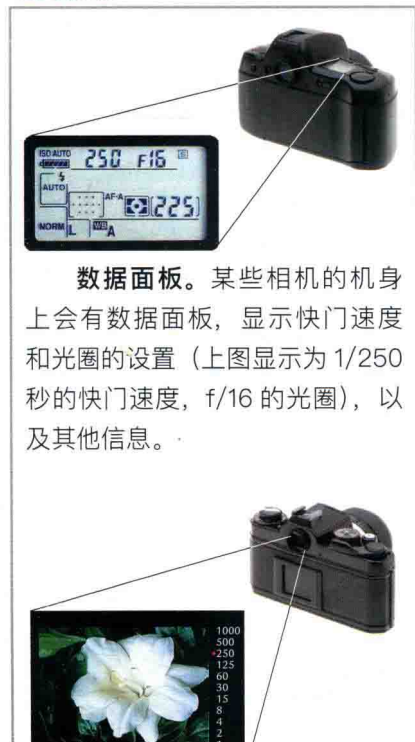 ISO AUTO 250 F16
AUTO
AF-A [225]
NORM L WB A
数据面板。某些相机的机身
上会有数据面板，显示快门速度
和光圈的设置（上图显示为 1/250
秒的快门速度，f/16 的光圈），以
及其他信息。
1000
500
250
125
60
30
15
8
4
2